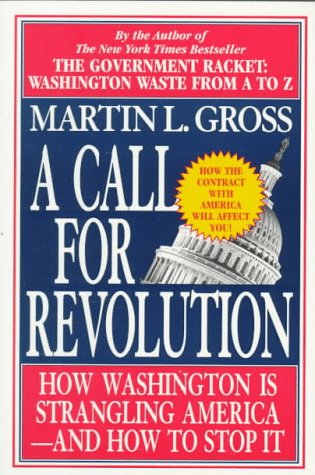 By the Author of
The New York Times Bestseller
THE GOVERNMENT RACKET:
WASHINGTON WASTE FROM A TO Z
MARTIN L. GROSS
A CALL
FOR
REVOLUTION
HOW THE
CONTRACT
WITH
AMERICA
WILL AFFECT
YOU!
HOW WASHINGTON IS
STRANGLING AMERICA
—AND HOW TO STOP IT